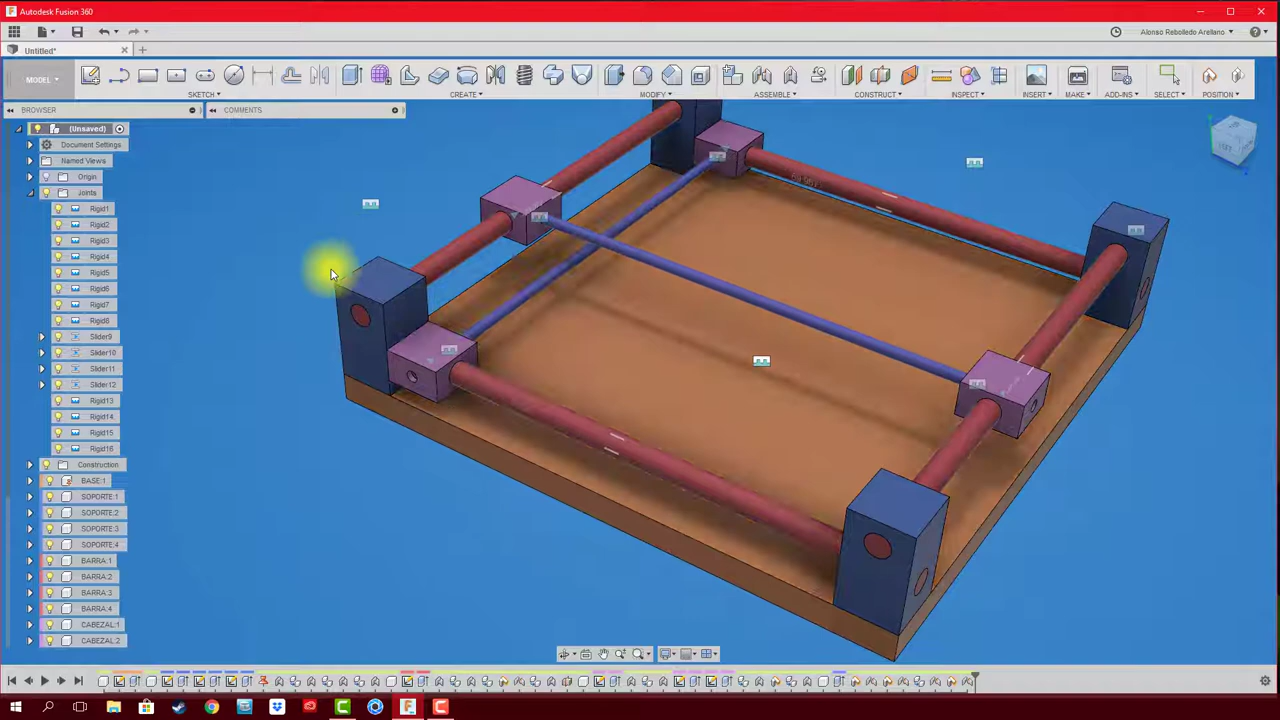 Autodesk Fusion 360
Alonso Rebolledo Arellano
Untitled*
MODEL
SKETCH
CREATE
MODIFY
ASSEMBLE
CONSTRUCT
INSPECT
INSERT
MAKE
ADD-INS
SELECT
POSITION
BROWSER
COMMENTS
(Unsaved)
Document Settings
Named Views
Origin
Joints
Rigid1
Rigid2
Rigid3
Rigid4
Rigid5
Rigid6
Rigid7
Rigid8
Slider9
Slider10
Slider11
Slider12
Rigid13
Rigid14
Rigid15
Rigid16
Construction
BASE:1
SOPORTE:1
SOPORTE:2
SOPORTE:3
SOPORTE:4
BARRA:1
BARRA:2
BARRA:3
BARRA:4
CABEZAL:1
CABEZAL:2